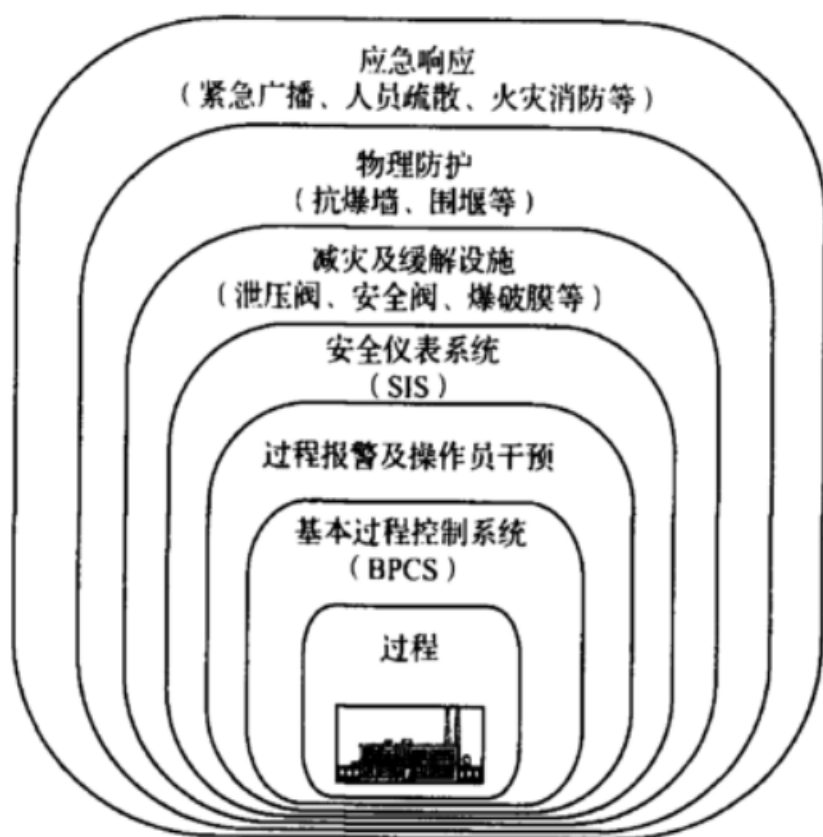 应急响应
（紧急广播、人员疏散、火灾消防等）
物理防护
（抗爆墙、围堰等）
减灾及缓解设施
（泄压阀、安全阀、爆破膜等）
安全仪表系统
（SIS）
过程报警及操作员干预
基本过程控制系统
（BPCS）
过程